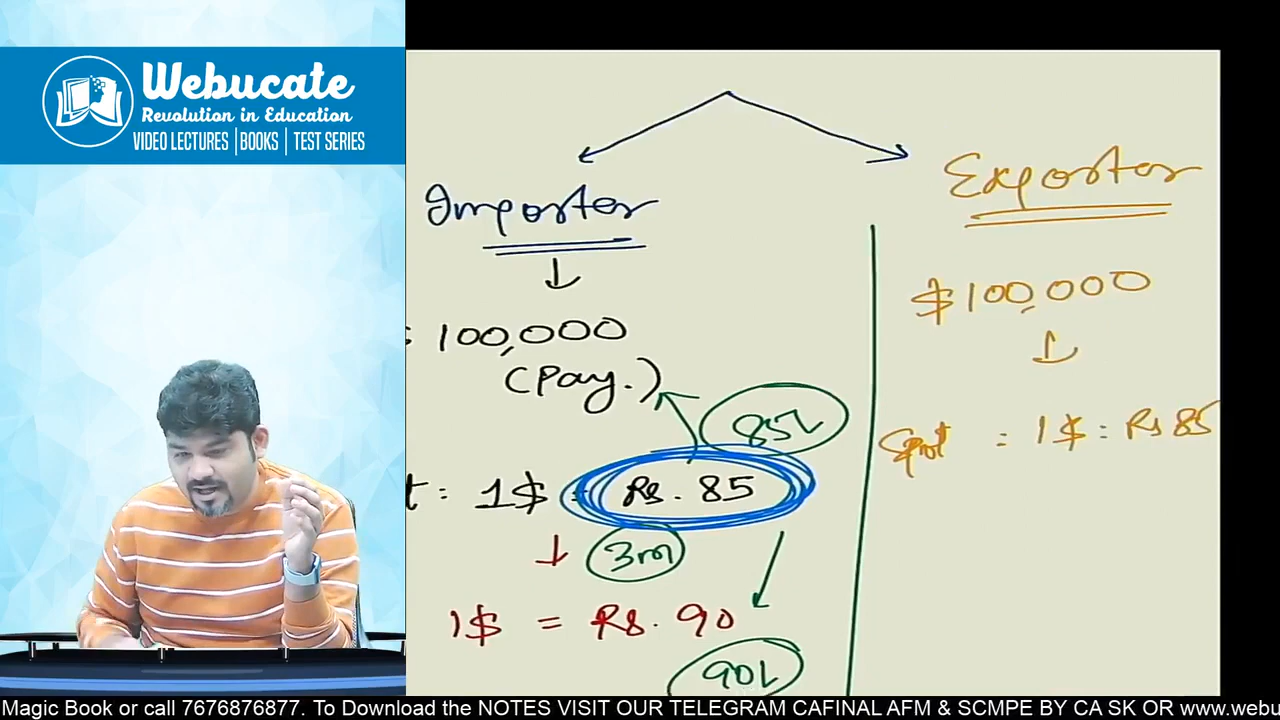 Webucate
Revolution in Education
VIDEO LECTURES | BOOKS | TEST SERIES
Importer
$ 100,000
(Pay.)
85L
t : 1$ = Rs. 85
3m
1$ = Rs. 90
90L
Exporter
$100,000
Spot = 1$ = Rs 85
Magic Book or call 7676876877. To Download the NOTES VISIT OUR TELEGRAM CAFINAL AFM & SCMPE BY CA SK OR www.webu